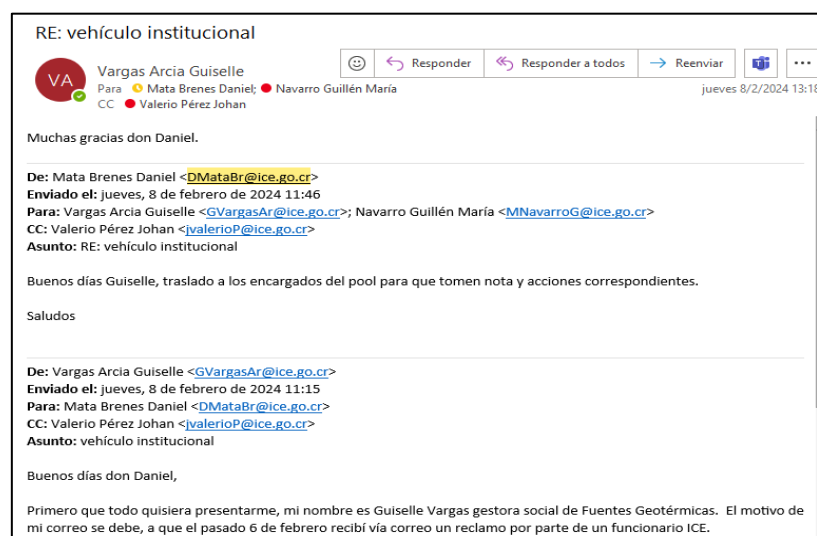 RE: vehículo institucional
VA
Vargas Arcia Guiselle
Para Mata Brenes Daniel; Navarro Guillén María
CC Valerio Pérez Johan
Responder
Responder a todos
Reenviar
jueves 8/2/2024 13:18
Muchas gracias don Daniel.
De: Mata Brenes Daniel <DMataBr@ice.go.cr>
Enviado el: jueves, 8 de febrero de 2024 11:46
Para: Vargas Arcia Guiselle <GVargasAr@ice.go.cr>; Navarro Guillén María <MNavarroG@ice.go.cr>
CC: Valerio Pérez Johan <jvalerioP@ice.go.cr>
Asunto: RE: vehículo institucional
Buenos días Guiselle, traslado a los encargados del pool para que tomen nota y acciones correspondientes.
Saludos
De: Vargas Arcia Guiselle <GVargasAr@ice.go.cr>
Enviado el: jueves, 8 de febrero de 2024 11:15
Para: Mata Brenes Daniel <DMataBr@ice.go.cr>
CC: Valerio Pérez Johan <jvalerioP@ice.go.cr>
Asunto: vehículo institucional
Buenos días don Daniel,
Primero que todo quisiera presentarme, mi nombre es Guiselle Vargas gestora social de Fuentes Geotérmicas. El motivo de
mi correo se debe, a que el pasado 6 de febrero recibí vía correo un reclamo por parte de un funcionario ICE.